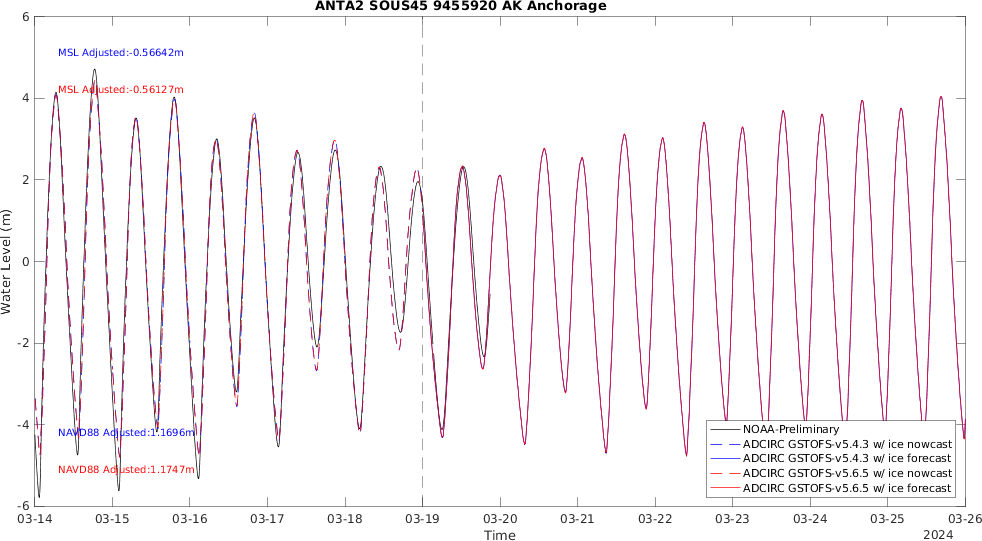 ANTA2 SOUS45 9455920 AK Anchorage
6
4
2
0
-2
-4
-6
Water Level (m)
MSL Adjusted:-0.56642m
MSL Adjusted:-0.56127m
NAVD88 Adjusted:1.1696m
NAVD88 Adjusted:1.1747m
NOAA-Preliminary
ADCIRC GSTOFS-v5.4.3 w/ ice nowcast
ADCIRC GSTOFS-v5.4.3 w/ ice forecast
ADCIRC GSTOFS-v5.6.5 w/ ice nowcast
ADCIRC GSTOFS-v5.6.5 w/ ice forecast
03-14 03-15 03-16 03-17 03-18 03-19 03-20 03-21 03-22 03-23 03-24 03-25 03-26
Time
2024